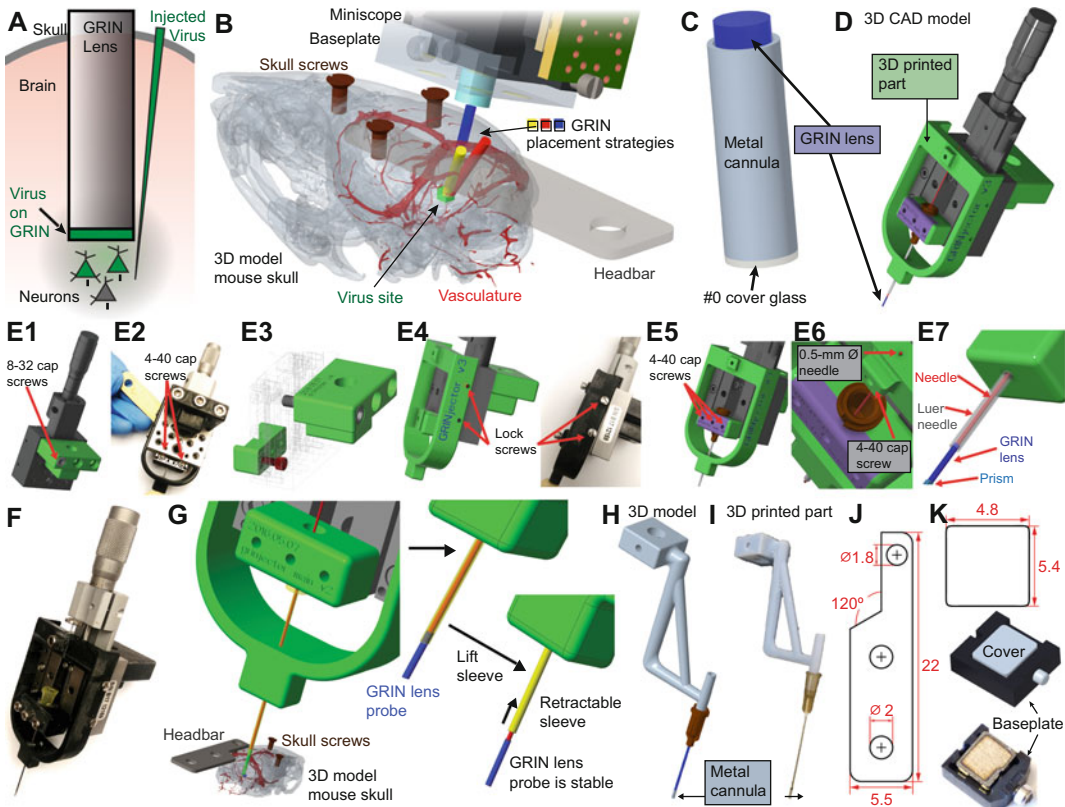 A
Skull
GRIN
Lens
Injected
Virus
Brain
Virus
on
GRIN
Neurons
B
Miniscope
Baseplate
Skull screws
GRIN
placement strategies
3D model
mouse skull
Virus site
Vasculature
Headbar
C
Metal
cannula
#0 cover glass
GRIN lens
D
3D CAD model
3D printed
part
E1
8-32 cap
screws
E2
4-40 cap
screws
E3
E4
GRINjector V3
Lock
screws
E5
4-40 cap
screws
E6
0.5-mm Ø
needle
4-40 cap
screw
E7
Needle
Luer
needle
GRIN
lens
Prism
F
G
GRIN lens
probe
Lift
sleeve
Retractable
sleeve
GRIN lens
probe is stable
Headbar
Skull screws
3D model
mouse skull
H
3D model
I
3D printed part
Metal
cannula
J
Ø1.8
120º
22
Ø 2
5.5
K
4.8
5.4
Cover
Baseplate